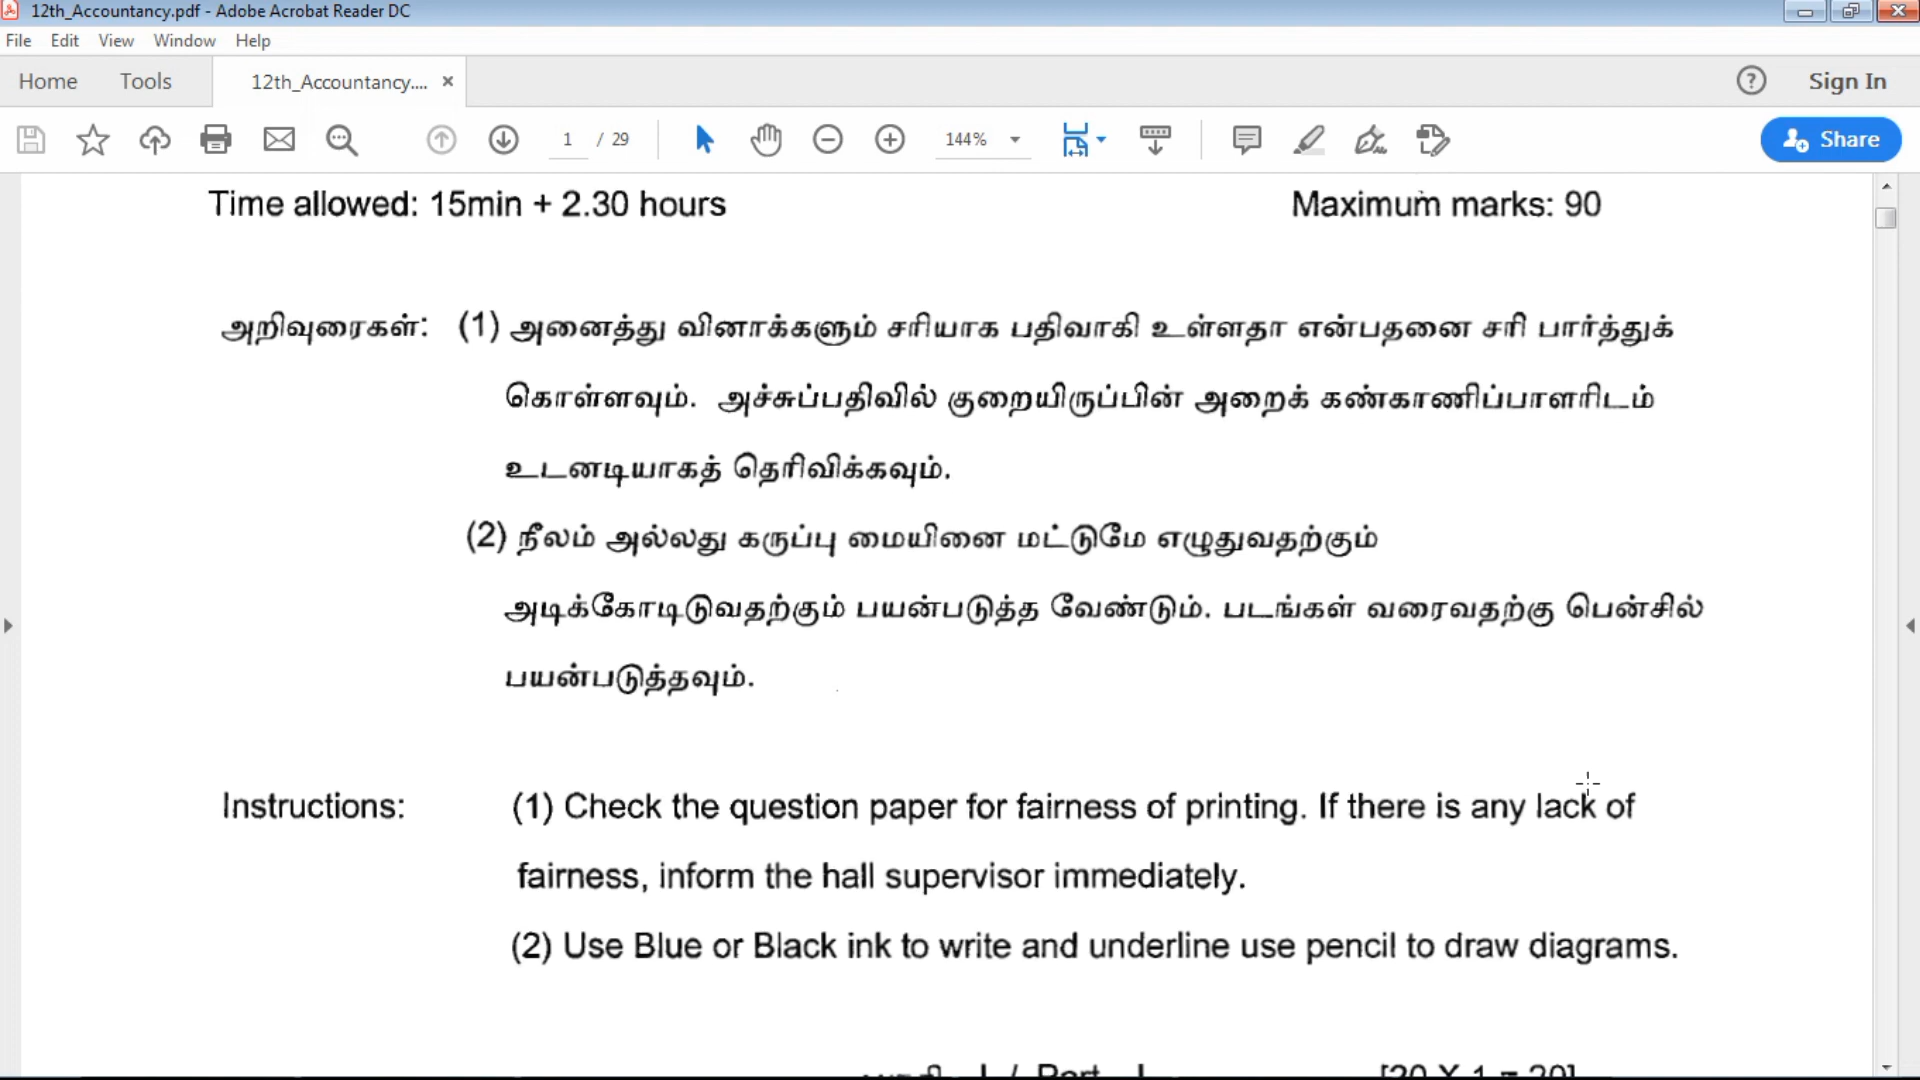 12th_Accountancy.pdf - Adobe Acrobat Reader DC
File Edit View Window Help
Home Tools 12th_Accountancy.... × ? Sign In
1 / 29 144% Share
Time allowed: 15min + 2.30 hours Maximum marks: 90
அறிவுரைகள்: (1) அனைத்து வினாக்களும் சரியாக பதிவாகி உள்ளதா என்பதனை சரி பார்த்துக்
கொள்ளவும். அச்சுப்பதிவில் குறையிருப்பின் அறைக் கண்காணிப்பாளரிடம்
உடனடியாகத் தெரிவிக்கவும்.
(2) நீலம் அல்லது கருப்பு மையினை மட்டுமே எழுதுவதற்கும்
அடிக்கோடிடுவதற்கும் பயன்படுத்த வேண்டும். படங்கள் வரைவதற்கு பென்சில்
பயன்படுத்தவும்.
Instructions: (1) Check the question paper for fairness of printing. If there is any lack of
fairness, inform the hall supervisor immediately.
(2) Use Blue or Black ink to write and underline use pencil to draw diagrams.
I / Part - I [20 X 1 = 20]